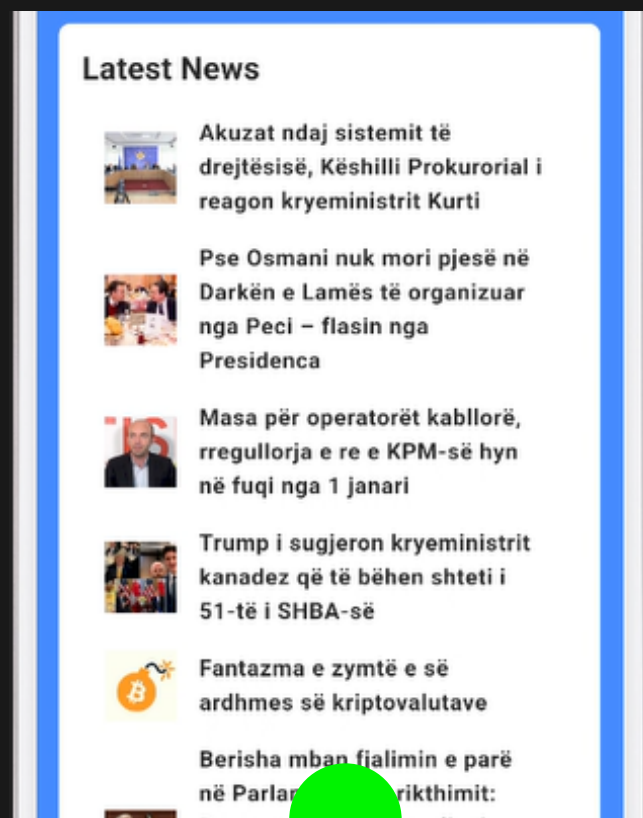 Latest News
Akuzat ndaj sistemit të
drejtësisë, Këshilli Prokurorial i
reagon kryeministrit Kurti
Pse Osmani nuk mori pjesë në
Darkën e Lamës të organizuar
nga Peci – flasin nga
Presidenca
Masa për operatorët kabllorë,
rregullorja e re e KPM-së hyn
në fuqi nga 1 janari
Trump i sugjeron kryeministrit
kanadez që të bëhen shteti i
51-të i SHBA-së
Fantazma e zymtë e së
ardhmes së kriptovalutave
Berisha mban fjalimin e parë
në rikthimit: